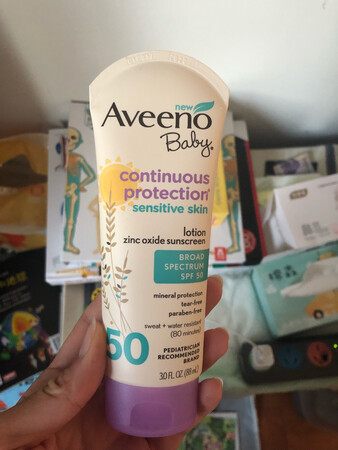 new
Aveeno
Baby®
continuous
protection®
sensitive skin
lotion
zinc oxide sunscreen
BROAD
SPECTRUM
SPF 50
mineral protection
tear-free
paraben-free
sweat + water resistant
(80 minutes)
50
PEDIATRICIAN
RECOMMENDED
BRAND
3.0 FL. OZ. (88 mL)